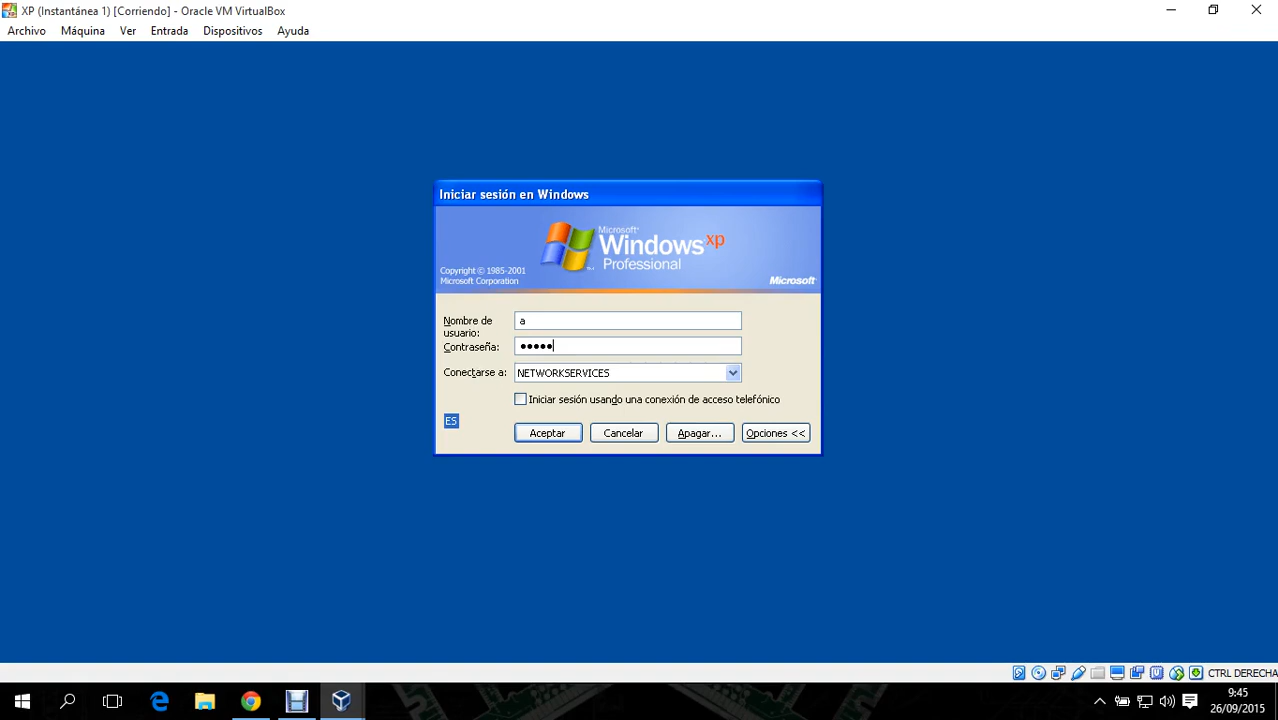 XP (Instantánea 1) [Corriendo] - Oracle VM VirtualBox
Archivo Máquina Ver Entrada Dispositivos Ayuda
Iniciar sesión en Windows
Microsoft®
Windows xp
Professional
Copyright © 1985-2001
Microsoft Corporation
Microsoft®
Nombre de usuario: a
Contraseña: •••••
Conectarse a: NETWORKSERVICES
Iniciar sesión usando una conexión de acceso telefónico
ES
Aceptar Cancelar Apagar... Opciones <<
CTRL DERECHA
9:45
26/09/2015